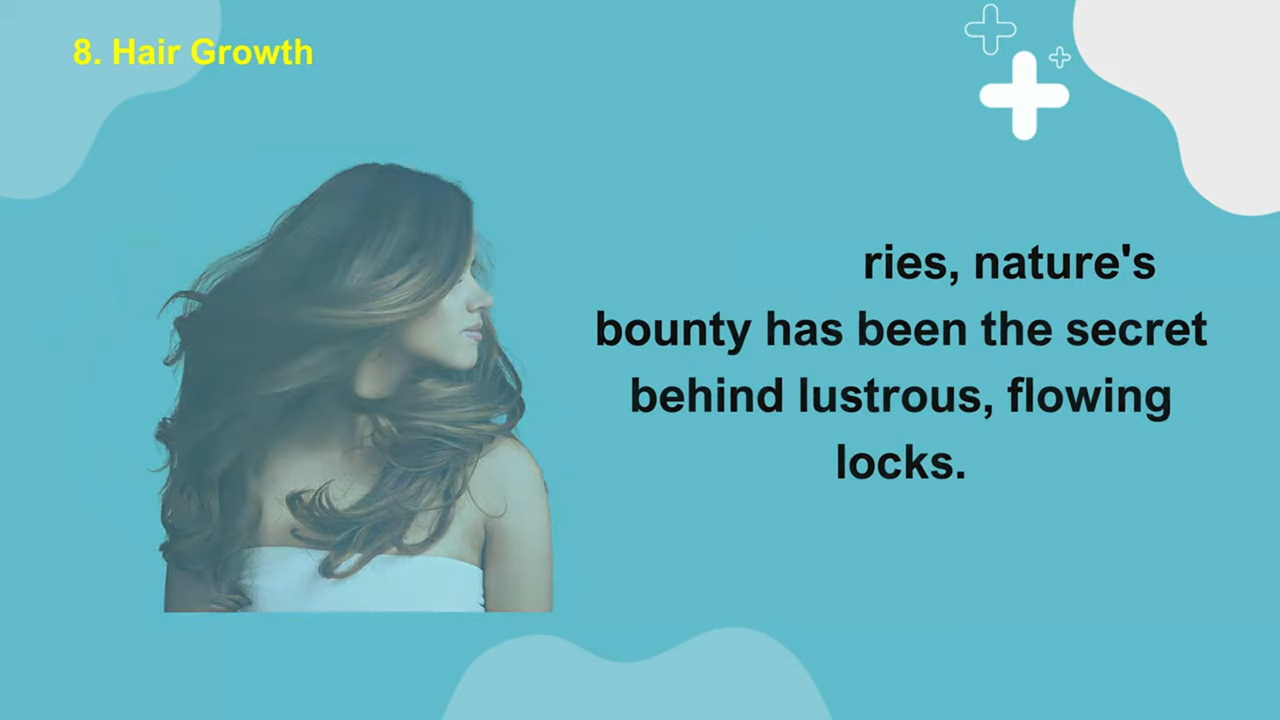 8. Hair Growth
ries, nature's
bounty has been the secret
behind lustrous, flowing
locks.